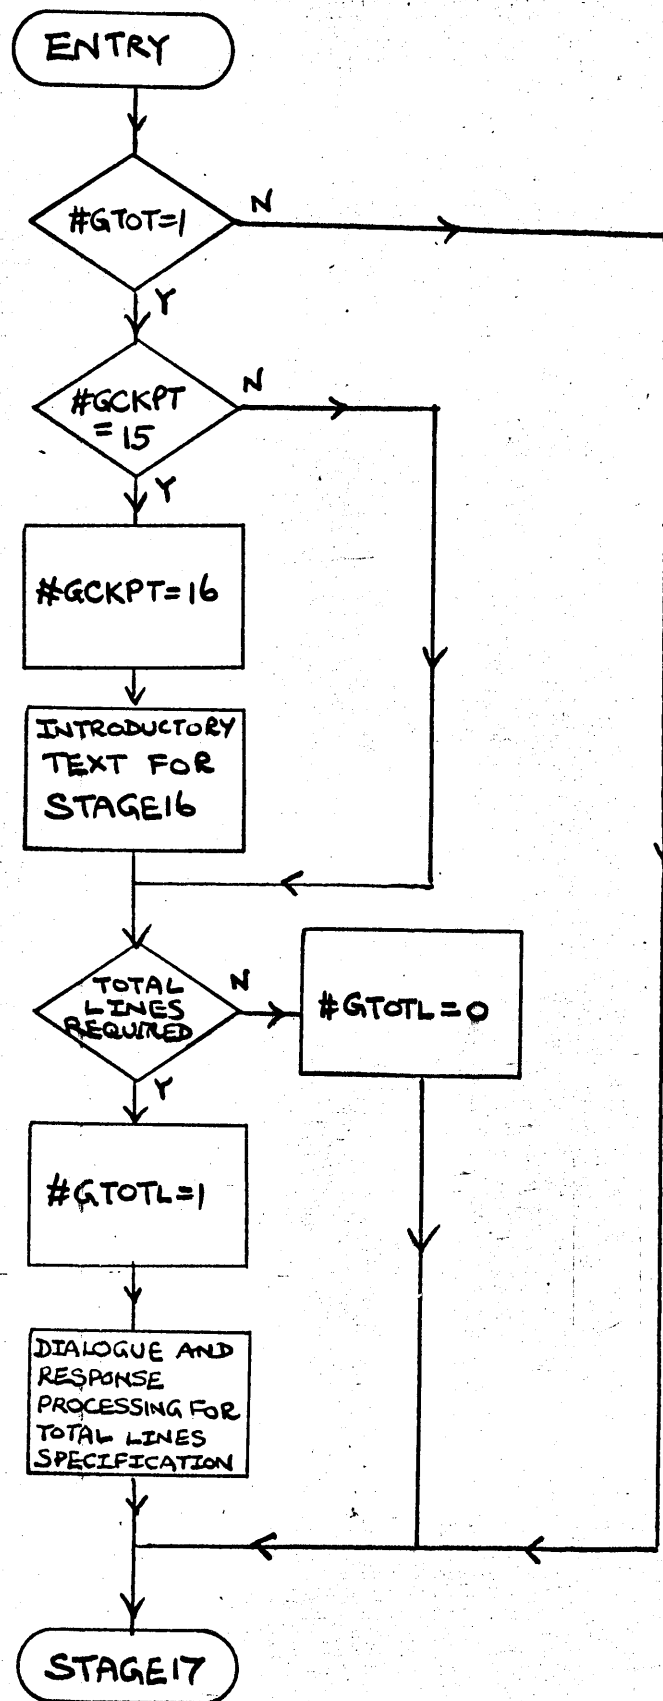 ENTRY
#GTOT=1
N
Y
#GCKPT
=15
N
Y
#GCKPT=16
INTRODUCTORY
TEXT FOR
STAGE16
TOTAL
LINES
REQUIRED
N
#GTOTL=0
Y
#GTOTL=1
DIALOGUE AND
RESPONSE
PROCESSING FOR
TOTAL LINES
SPECIFICATION
STAGE17